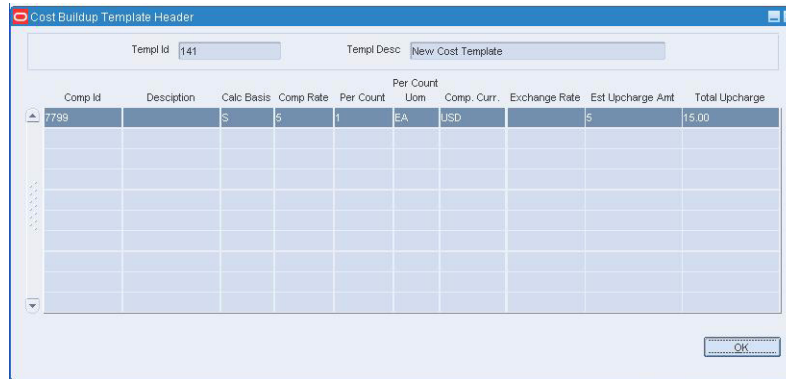 Cost Buildup Template Header
Templ Id 141 Templ Desc New Cost Template
Per Count
Comp Id Desciption Calc Basis Comp Rate Per Count Uom Comp. Curr. Exchange Rate Est Upcharge Amt Total Upcharge
7799 S 5 1 EA USD 5 15.00
OK